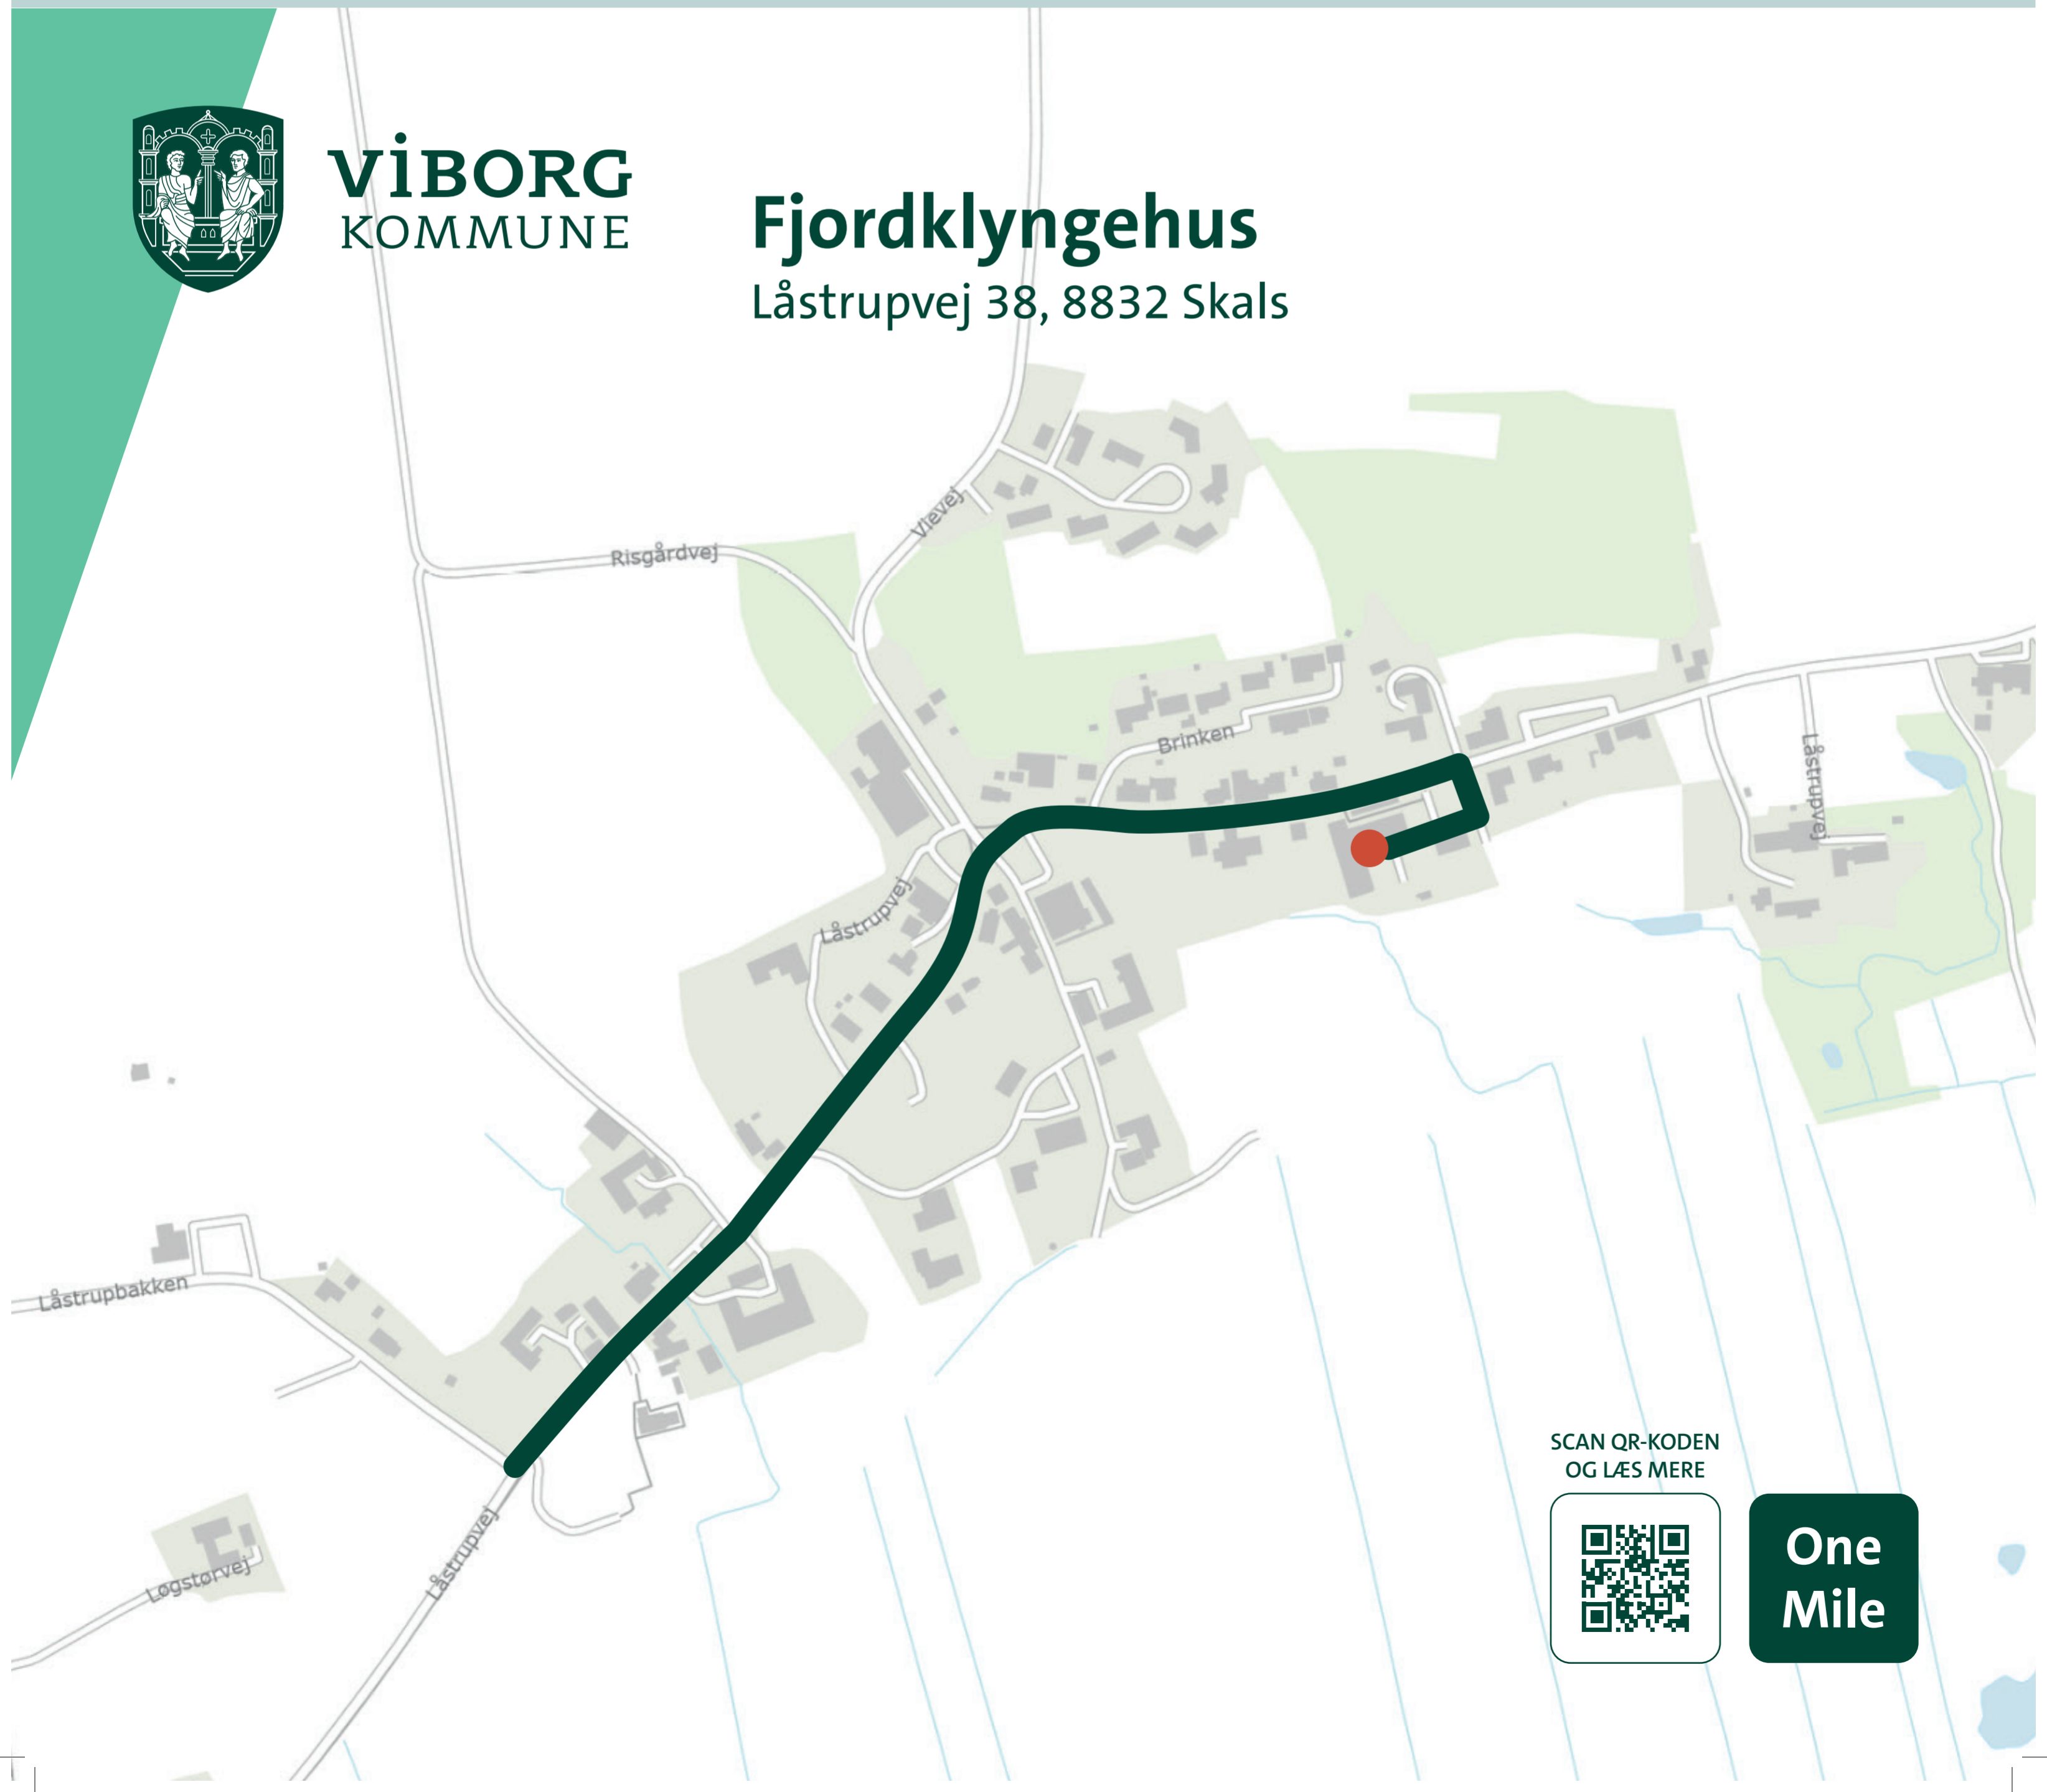 VIBORG
KOMMUNE
Fjordklyngehus
Låstrupvej 38, 8832 Skals
Vievej
Risgårdvej
Brinken
Låstrupvej
Låstrupvej
Låstrupbakken
Låstrupvej
Løgstørvej
SCAN QR-KODEN
OG LÆS MERE
One
Mile